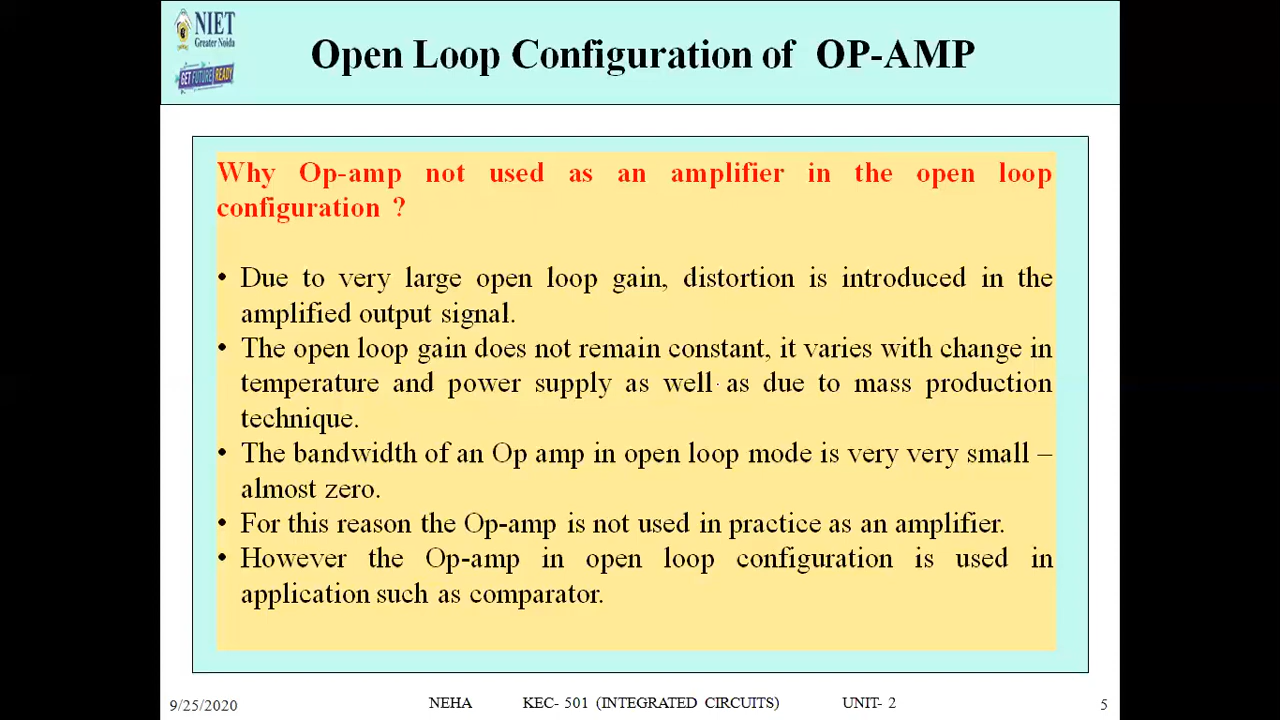 NIET
Greater Noida
GET FUTURE READY
Open Loop Configuration of OP-AMP
Why Op-amp not used as an amplifier in the open loop
configuration ?
• Due to very large open loop gain, distortion is introduced in the
amplified output signal.
• The open loop gain does not remain constant, it varies with change in
temperature and power supply as well as due to mass production
technique.
• The bandwidth of an Op amp in open loop mode is very very small –
almost zero.
• For this reason the Op-amp is not used in practice as an amplifier.
• However the Op-amp in open loop configuration is used in
application such as comparator.
9/25/2020 NEHA KEC- 501 (INTEGRATED CIRCUITS) UNIT- 2 5